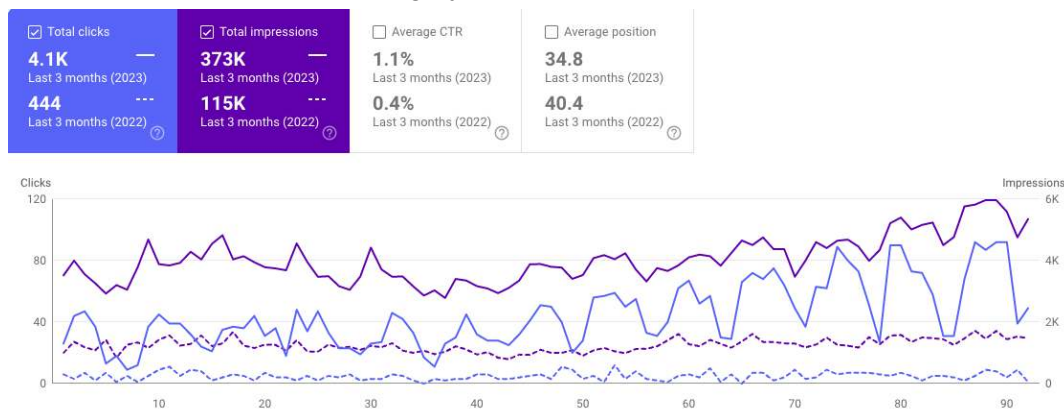 Total clicks
4.1K
Last 3 months (2023)
444
Last 3 months (2022)
Total impressions
373K
Last 3 months (2023)
115K
Last 3 months (2022)
Average CTR
1.1%
Last 3 months (2023)
0.4%
Last 3 months (2022)
Average position
34.8
Last 3 months (2023)
40.4
Last 3 months (2022)
Clicks
Impressions
120
6K
80
4K
40
2K
0
0
10 20 30 40 50 60 70 80 90